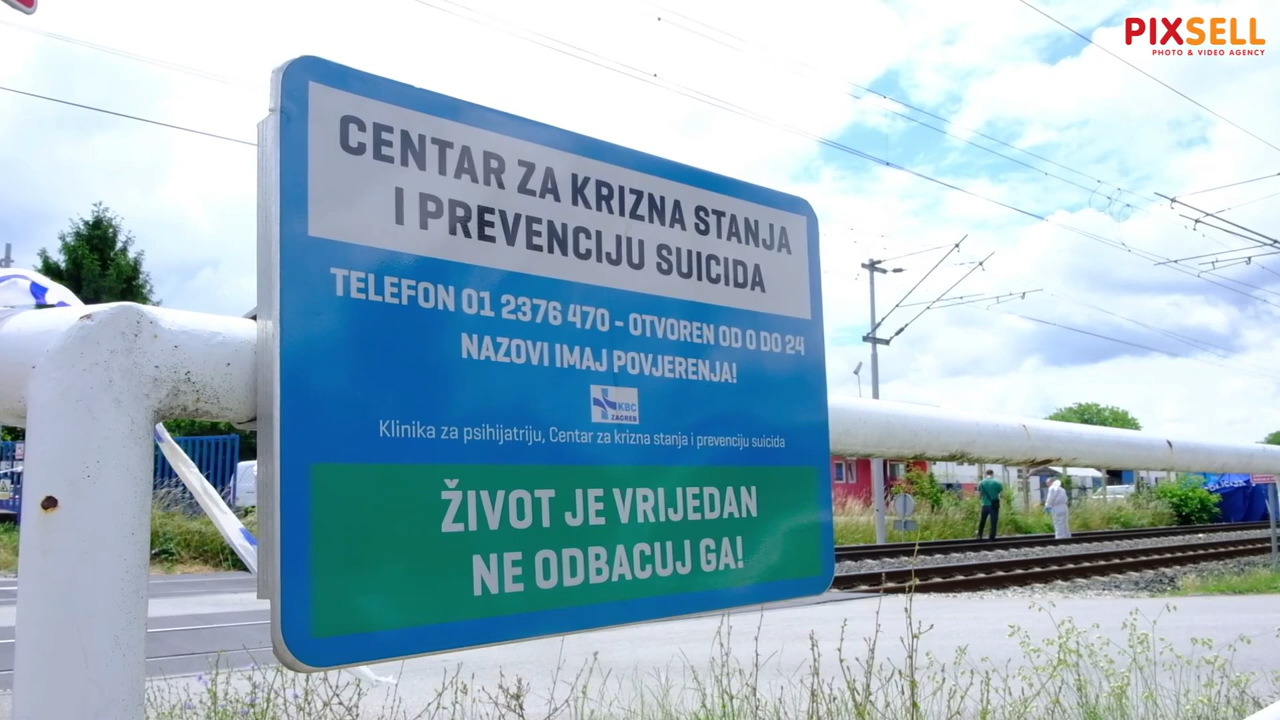 PIXSELL
PHOTO & VIDEO AGENCY
CENTAR ZA KRIZNA STANJA
I PREVENCIJU SUICIDA
TELEFON 01 2376 470 - OTVOREN OD 0 DO 24
NAZOVI IMAJ POVJERENJA!
KBC
ZAGREB
Klinika za psihijatriju, Centar za krizna stanja i prevenciju suicida
ŽIVOT JE VRIJEDAN
NE ODBACUJ GA!
POLICIJA